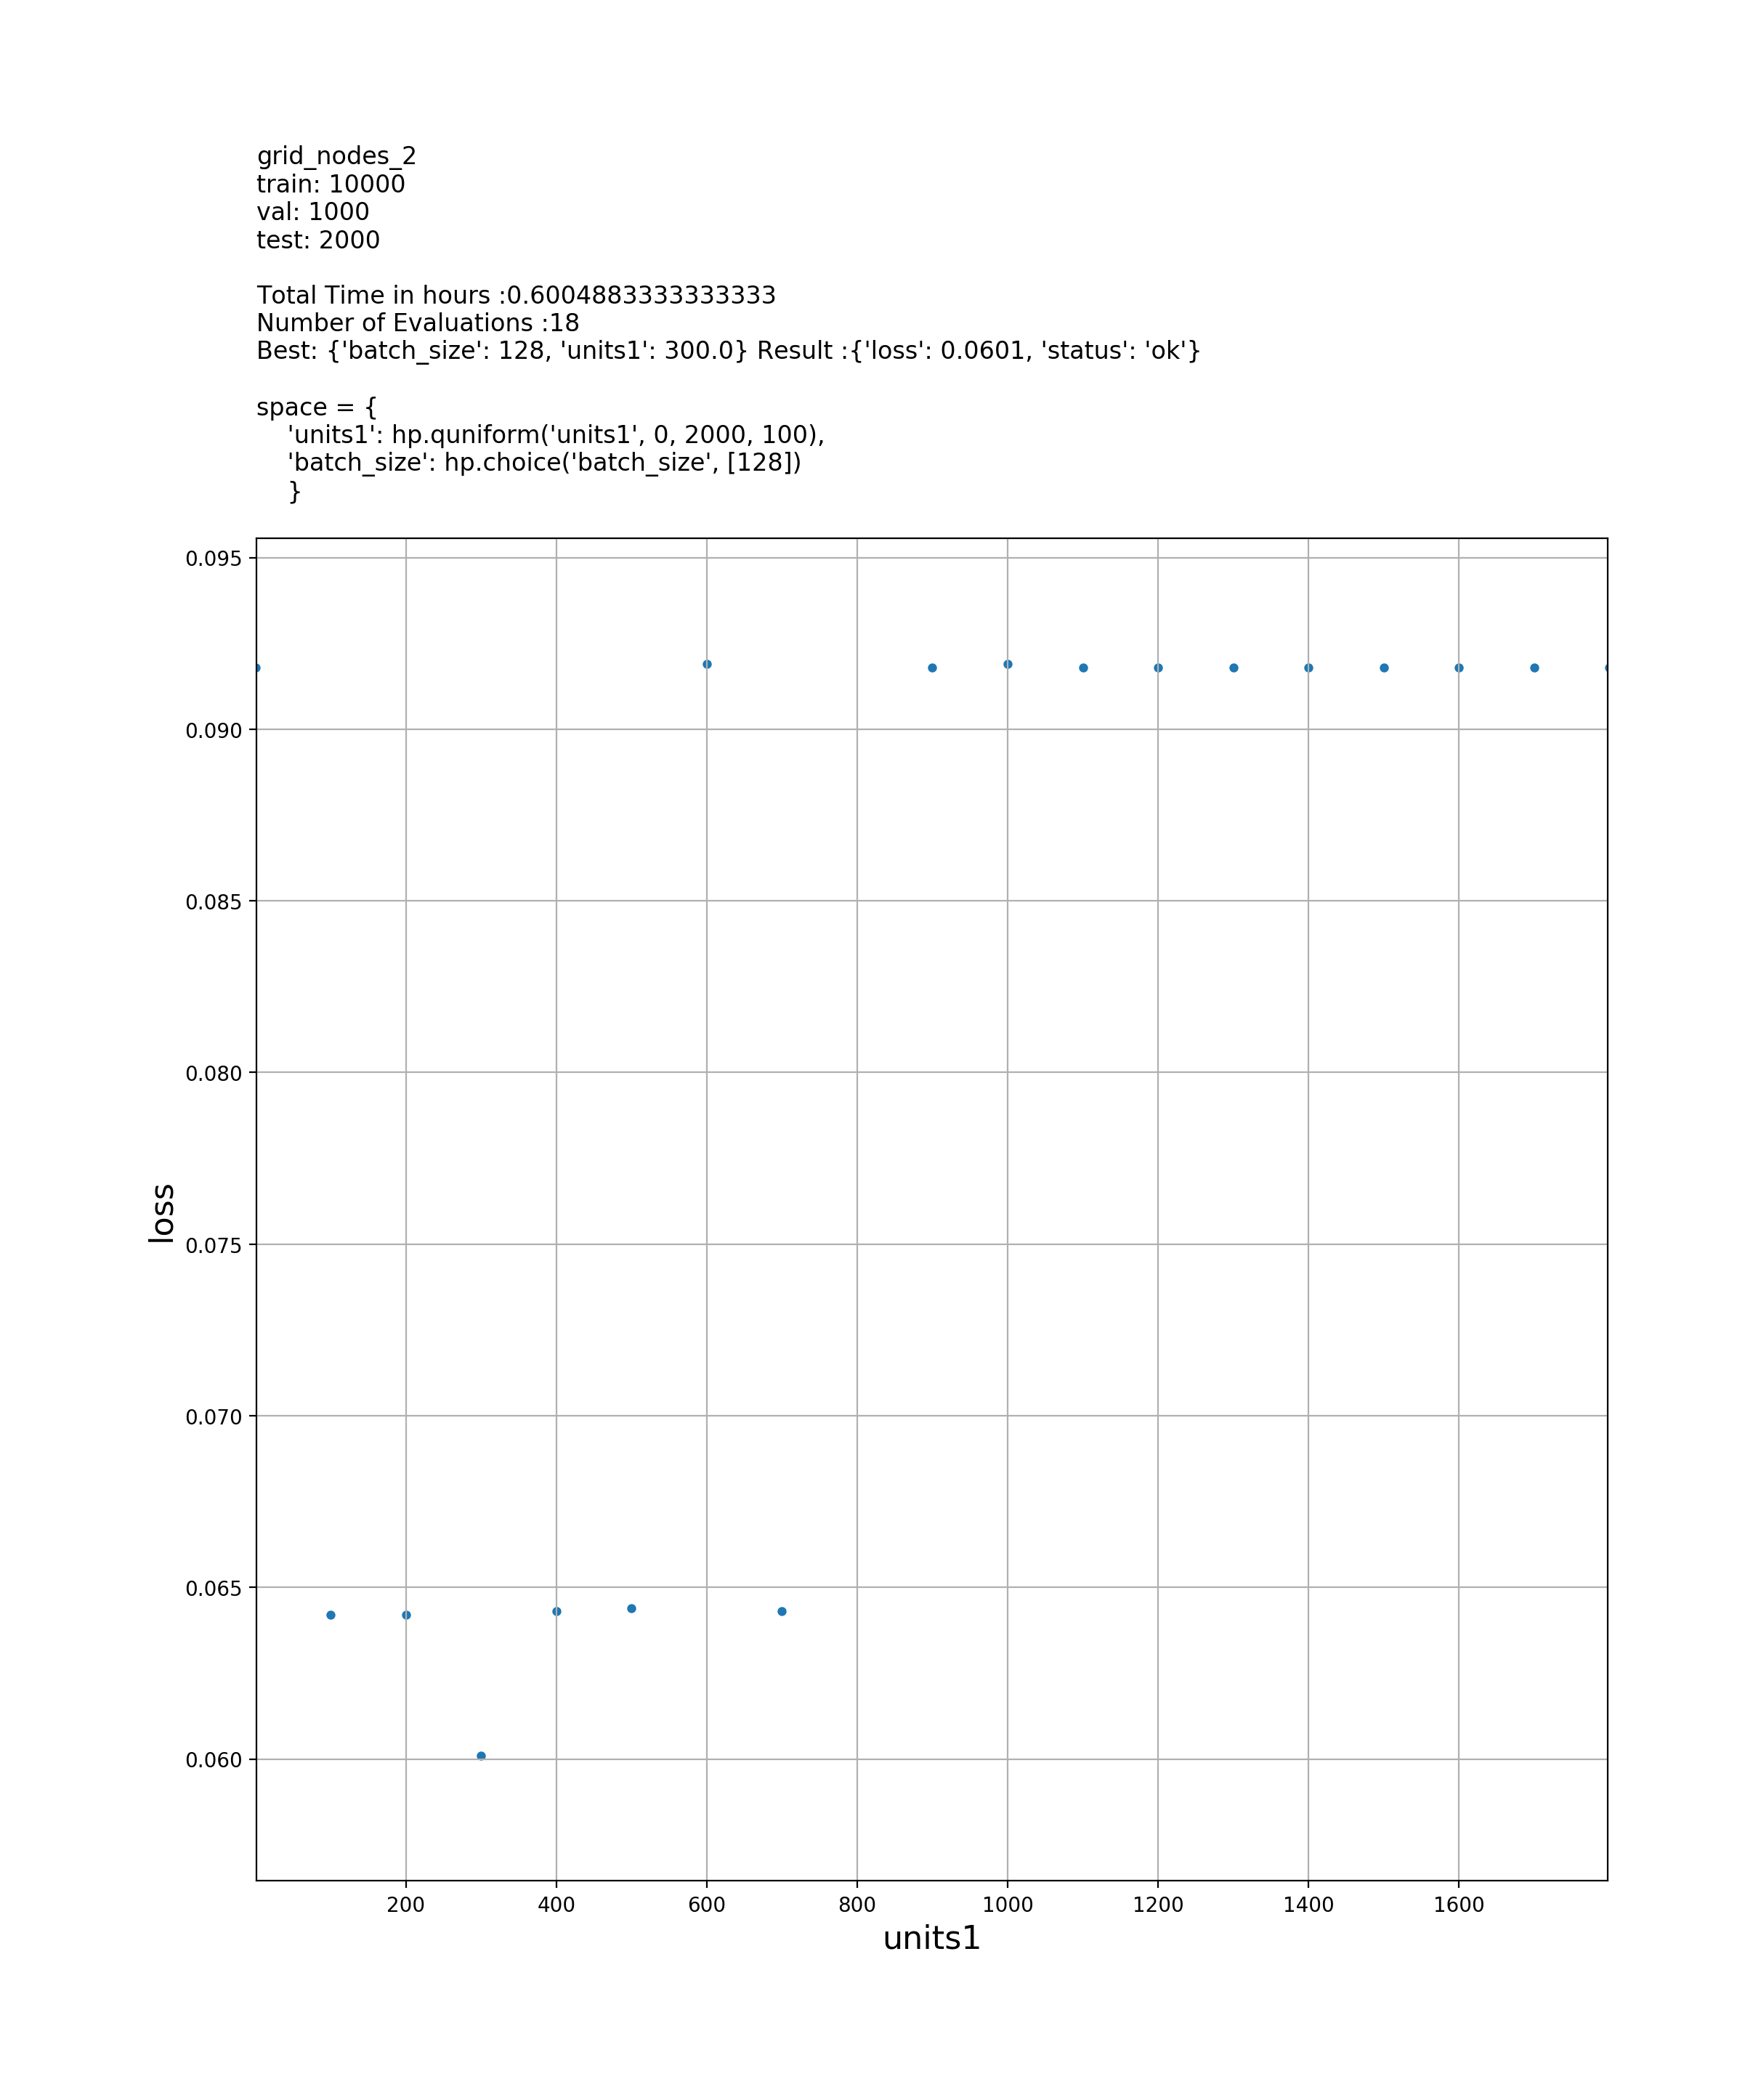 grid_nodes_2
train: 10000
val: 1000
test: 2000
Total Time in hours :0.6004883333333333
Number of Evaluations :18
Best: {'batch_size': 128, 'units1': 300.0} Result :{'loss': 0.0601, 'status': 'ok'}
space = {
'units1': hp.quniform('units1', 0, 2000, 100),
'batch_size': hp.choice('batch_size', [128])
}
0.095
0.090
0.085
0.080
0.075
0.070
0.065
0.060
loss
200 400 600 800 1000 1200 1400 1600
units1